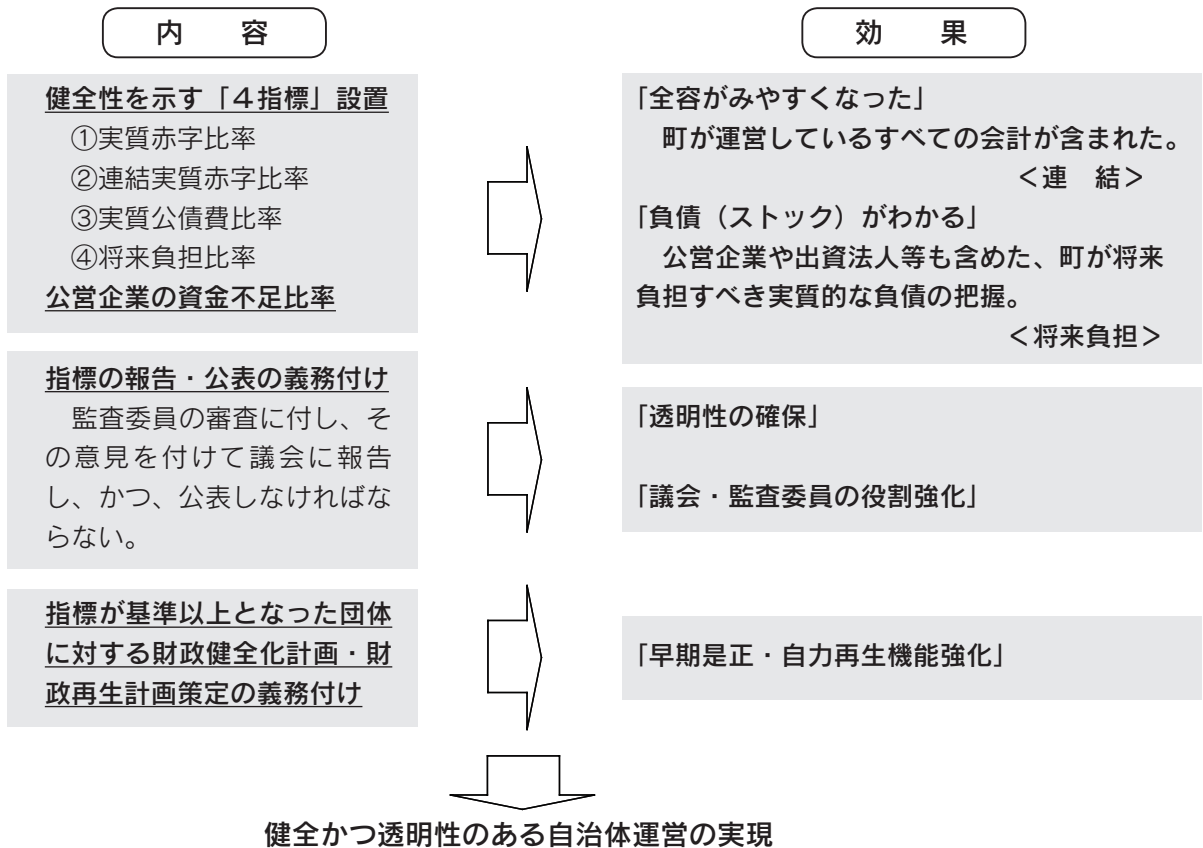 内　容
健全性を示す「４指標」設置
①実質赤字比率
②連結実質赤字比率
③実質公債費比率
④将来負担比率
公営企業の資金不足比率
指標の報告・公表の義務付け
監査委員の審査に付し、そ
の意見を付けて議会に報告
し、かつ、公表しなければな
らない。
指標が基準以上となった団体
に対する財政健全化計画・財
政再生計画策定の義務付け
効　果
「全容がみやすくなった」
町が運営しているすべての会計が含まれた。
＜連　結＞
「負債（ストック）がわかる」
公営企業や出資法人等も含めた、町が将来
負担すべき実質的な負債の把握。
＜将来負担＞
「透明性の確保」
「議会・監査委員の役割強化」
「早期是正・自力再生機能強化」
健全かつ透明性のある自治体運営の実現